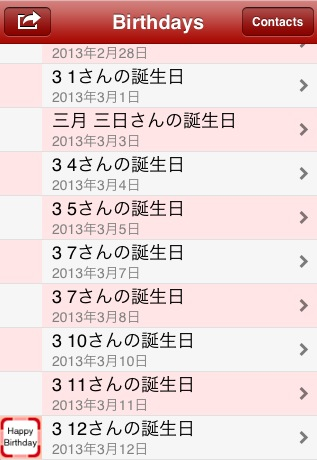 Birthdays
Contacts
2013年2月28日
3 1さんの誕生日
2013年3月1日
三月 三日さんの誕生日
2013年3月3日
3 4さんの誕生日
2013年3月4日
3 5さんの誕生日
2013年3月5日
3 7さんの誕生日
2013年3月7日
3 7さんの誕生日
2013年3月8日
3 10さんの誕生日
2013年3月10日
3 11さんの誕生日
2013年3月11日
Happy
Birthday
3 12さんの誕生日
2013年3月12日